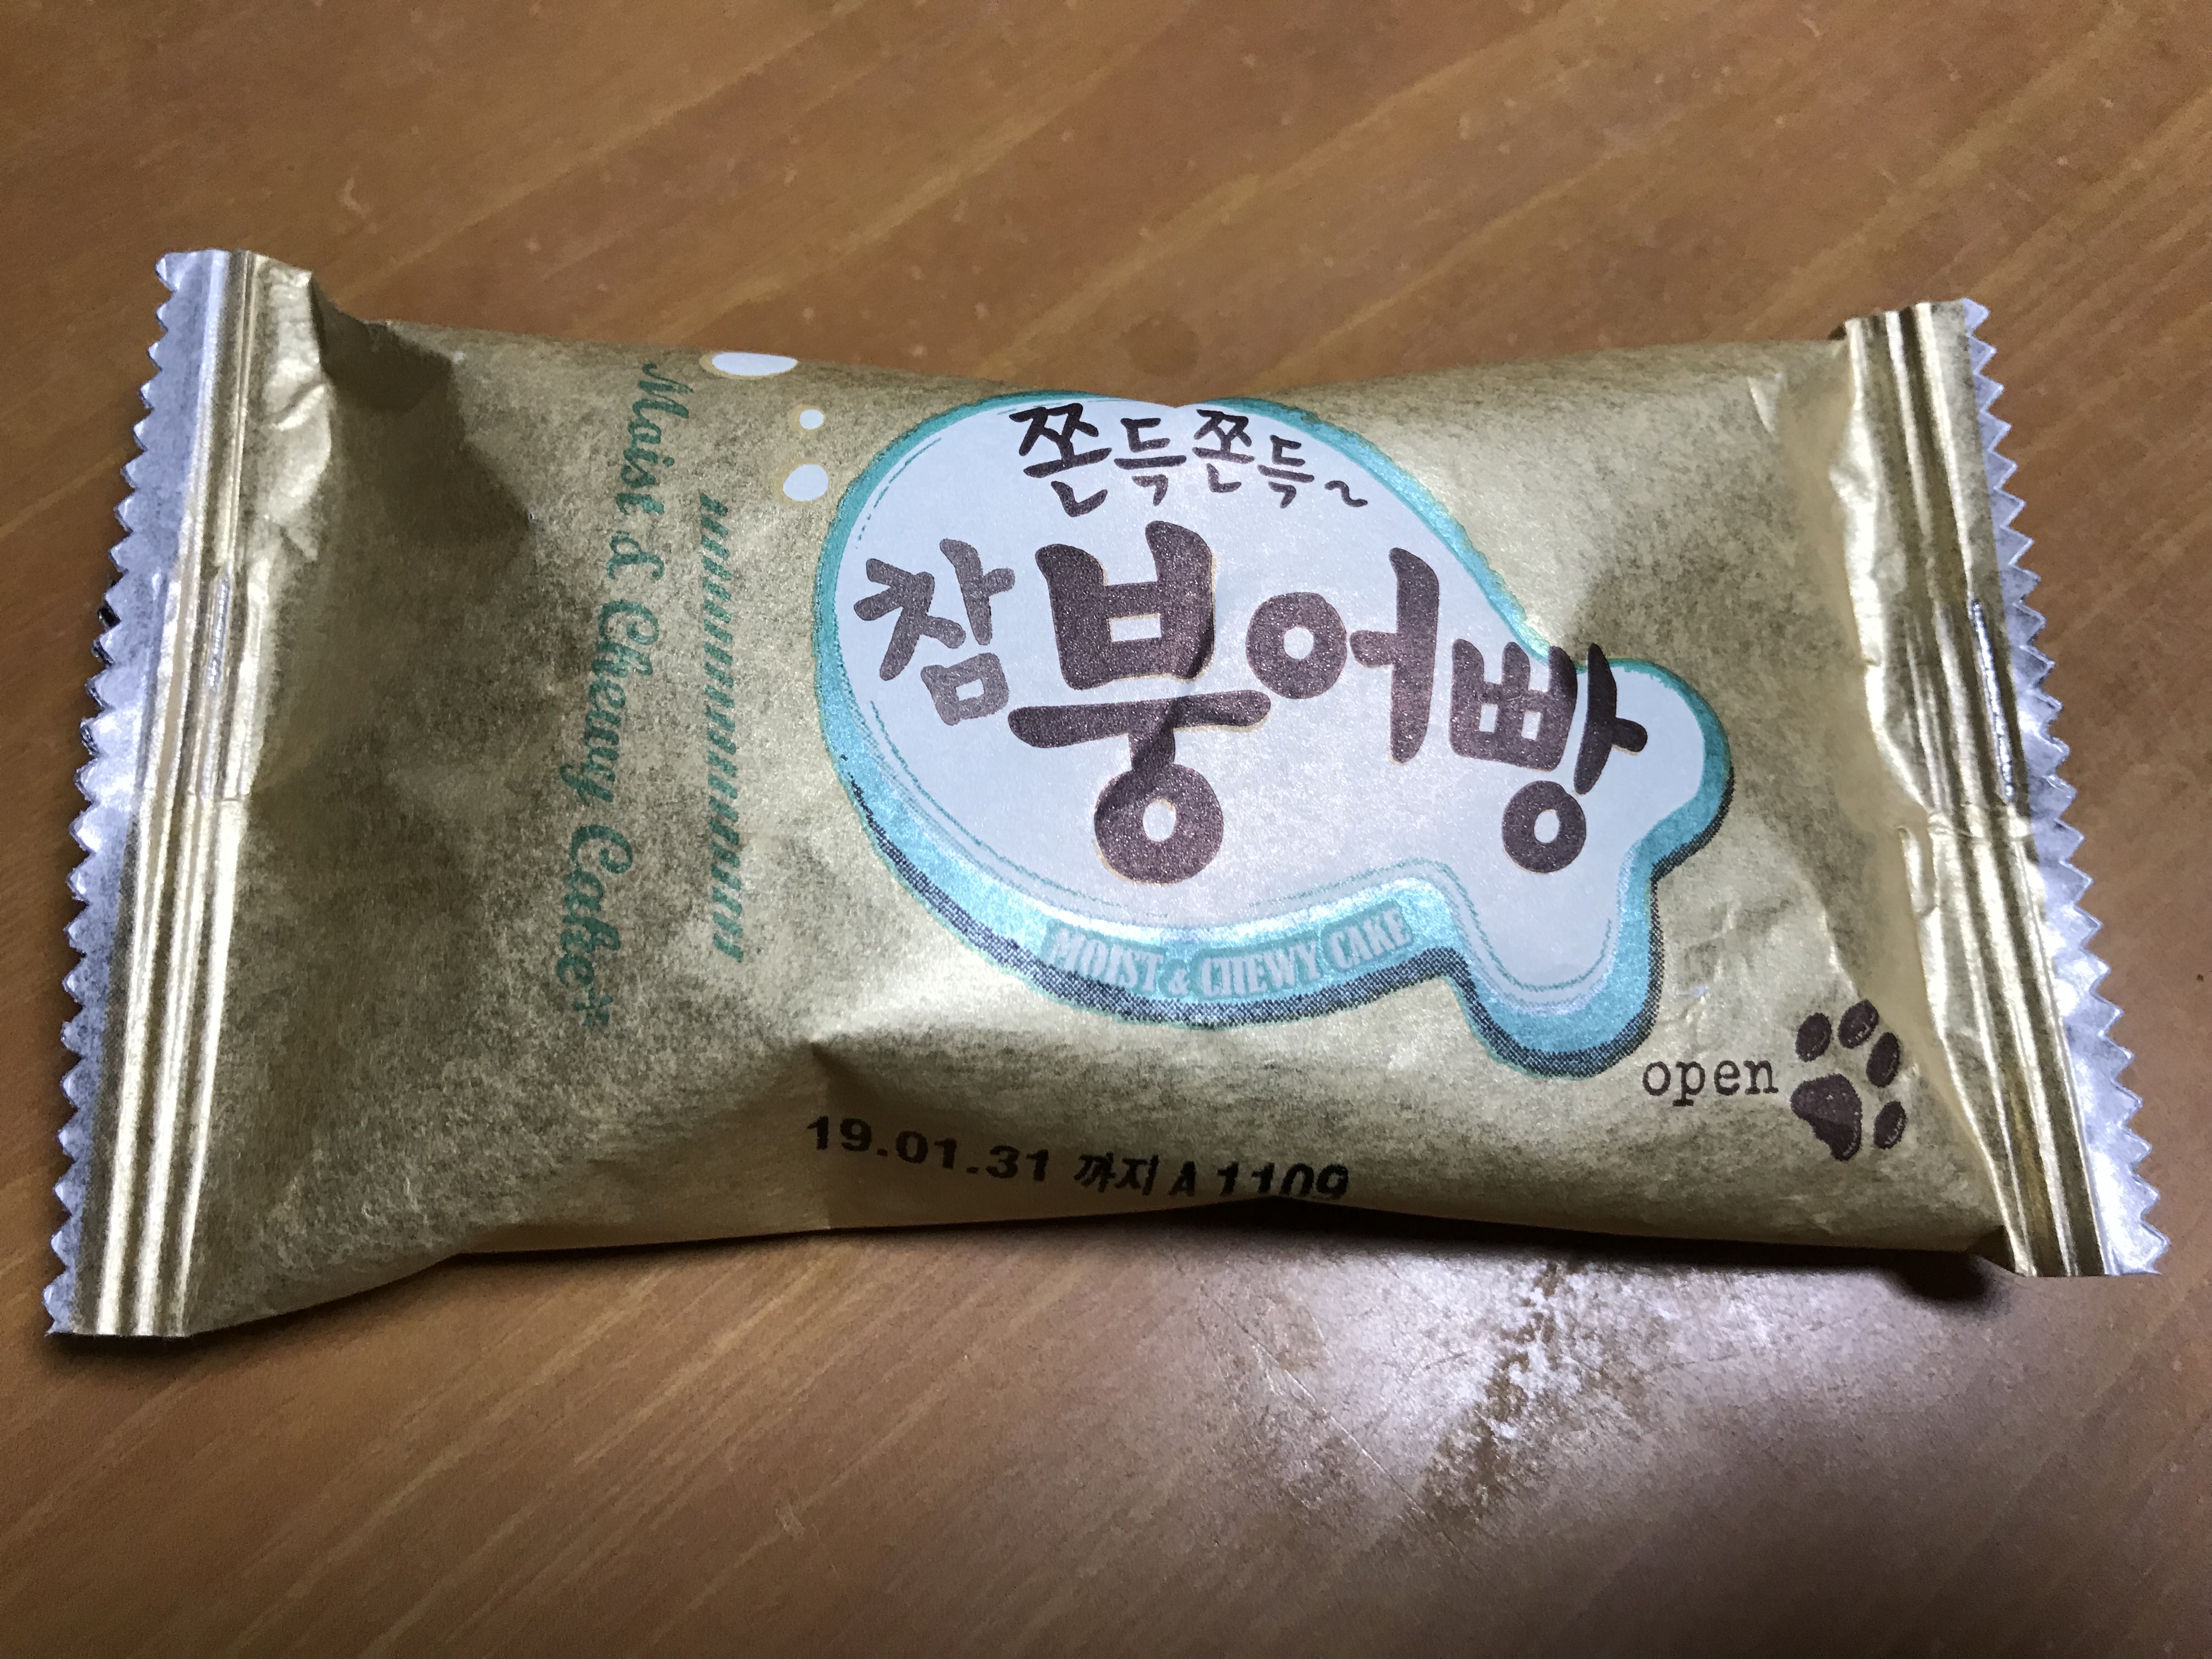 쫀득쫀득~
참붕어빵
MOIST & CHEWY CAKE
Moist & Chewy Cake
open
19.01.31 까지 A 1109